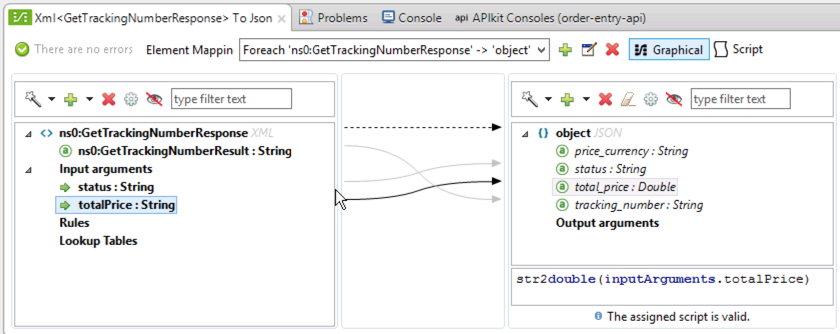 Xml<GetTrackingNumberResponse> To Json
Problems
Console
api APIkit Consoles (order-entry-api)
There are no errors
Element Mappin
Foreach 'ns0:GetTrackingNumberResponse' -> 'object'
Graphical
Script
type filter text
<> ns0:GetTrackingNumberResponse XML
a ns0:GetTrackingNumberResult : String
Input arguments
status : String
totalPrice : String
Rules
Lookup Tables
type filter text
{} object JSON
a price_currency : String
a status : String
a total_price : Double
a tracking_number : String
Output arguments
str2double(inputArguments.totalPrice)
The assigned script is valid.